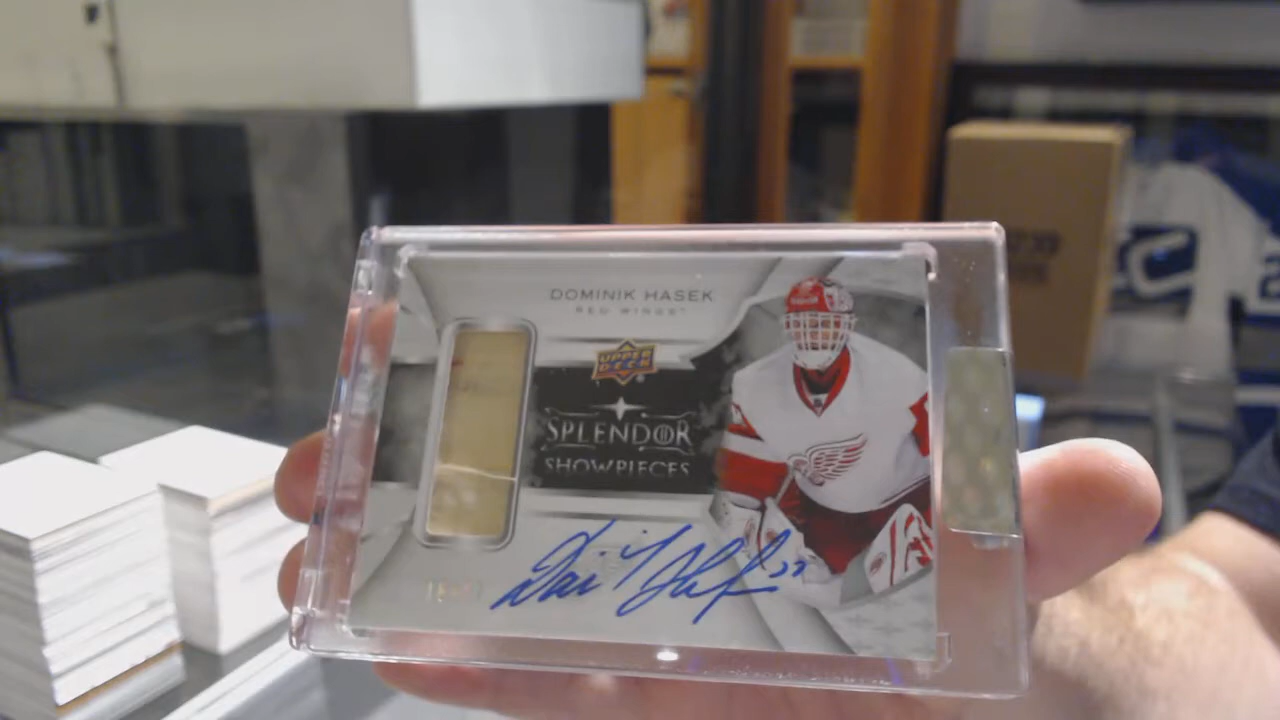 DOMINIK HASEK
RED WINGS
UPPER
DECK
SPLENDOR
SHOWPIECES